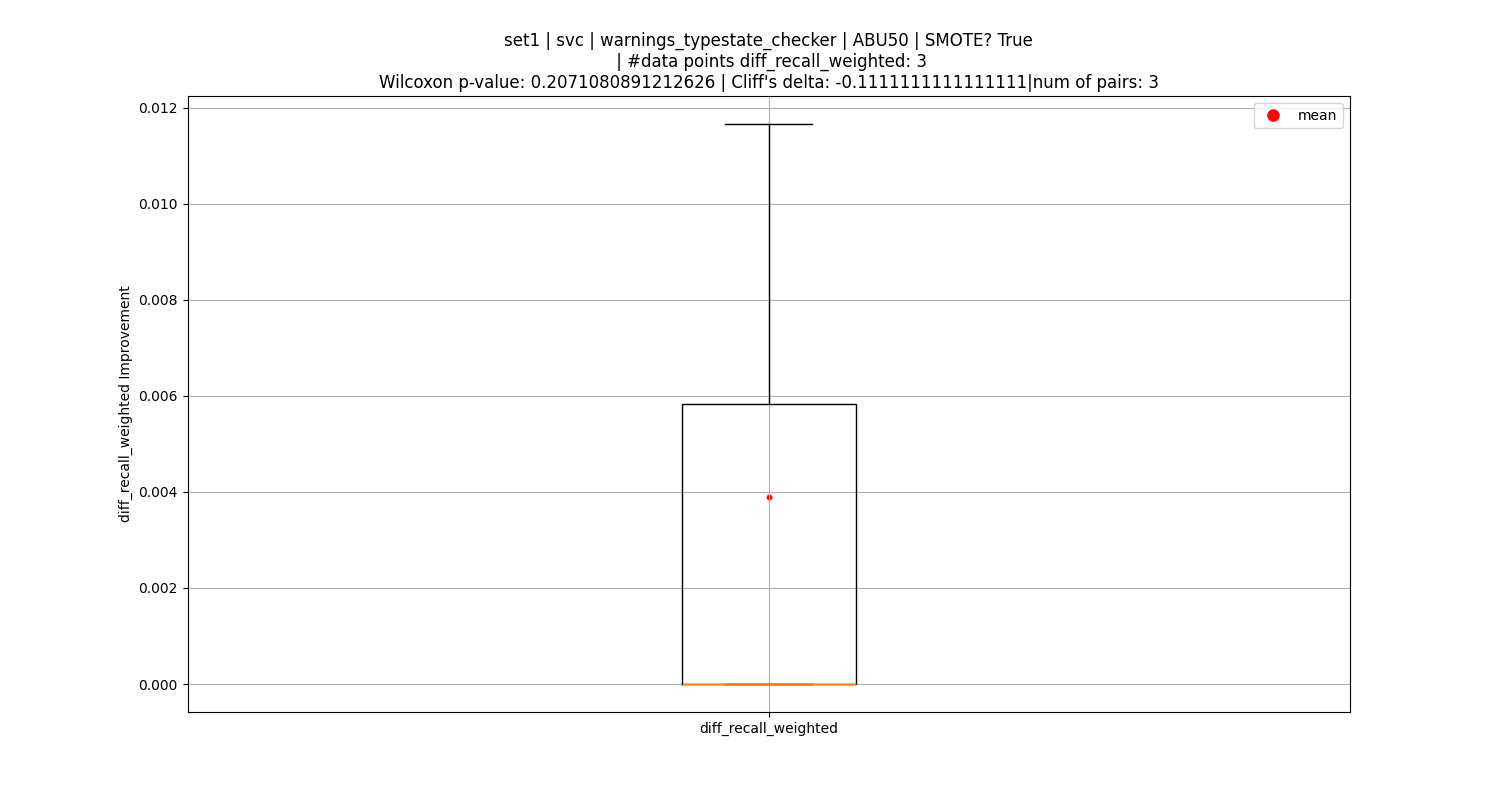 set1 | svc | warnings_typestate_checker | ABU50 | SMOTE? True
| #data points diff_recall_weighted: 3
Wilcoxon p-value: 0.2071080891212626 | Cliff's delta: -0.1111111111111111|num of pairs: 3
mean
0.012
0.010
0.008
0.006
0.004
0.002
0.000
diff_recall_weighted Improvement
diff_recall_weighted